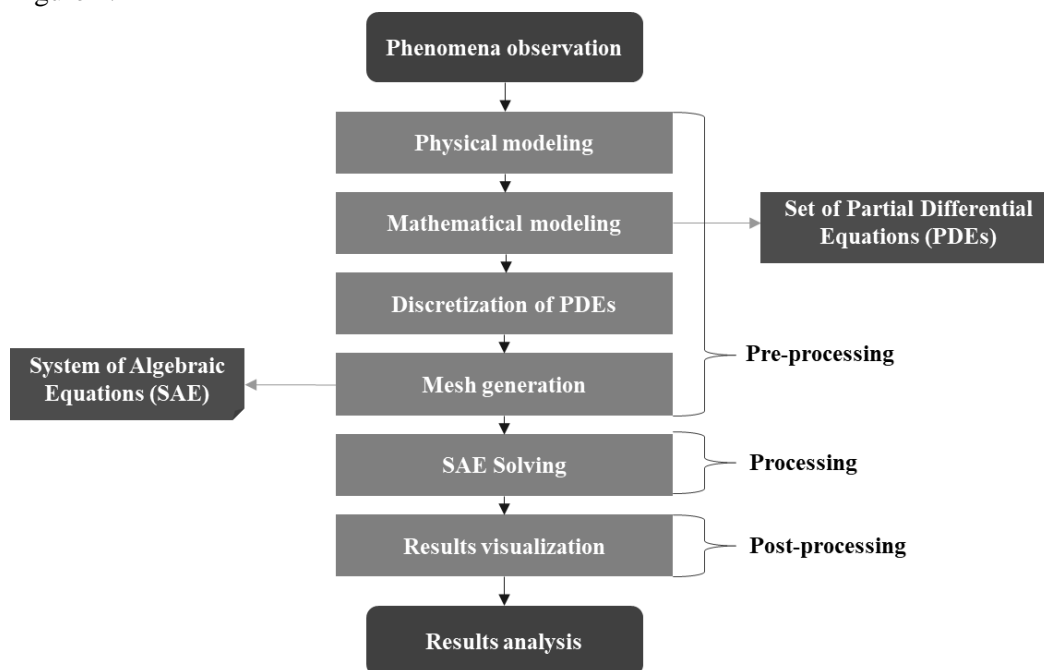 Phenomena observation
Physical modeling
Mathematical modeling
Set of Partial Differential
Equations (PDEs)
Discretization of PDEs
Pre-processing
System of Algebraic
Equations (SAE)
Mesh generation
SAE Solving
Processing
Results visualization
Post-processing
Results analysis